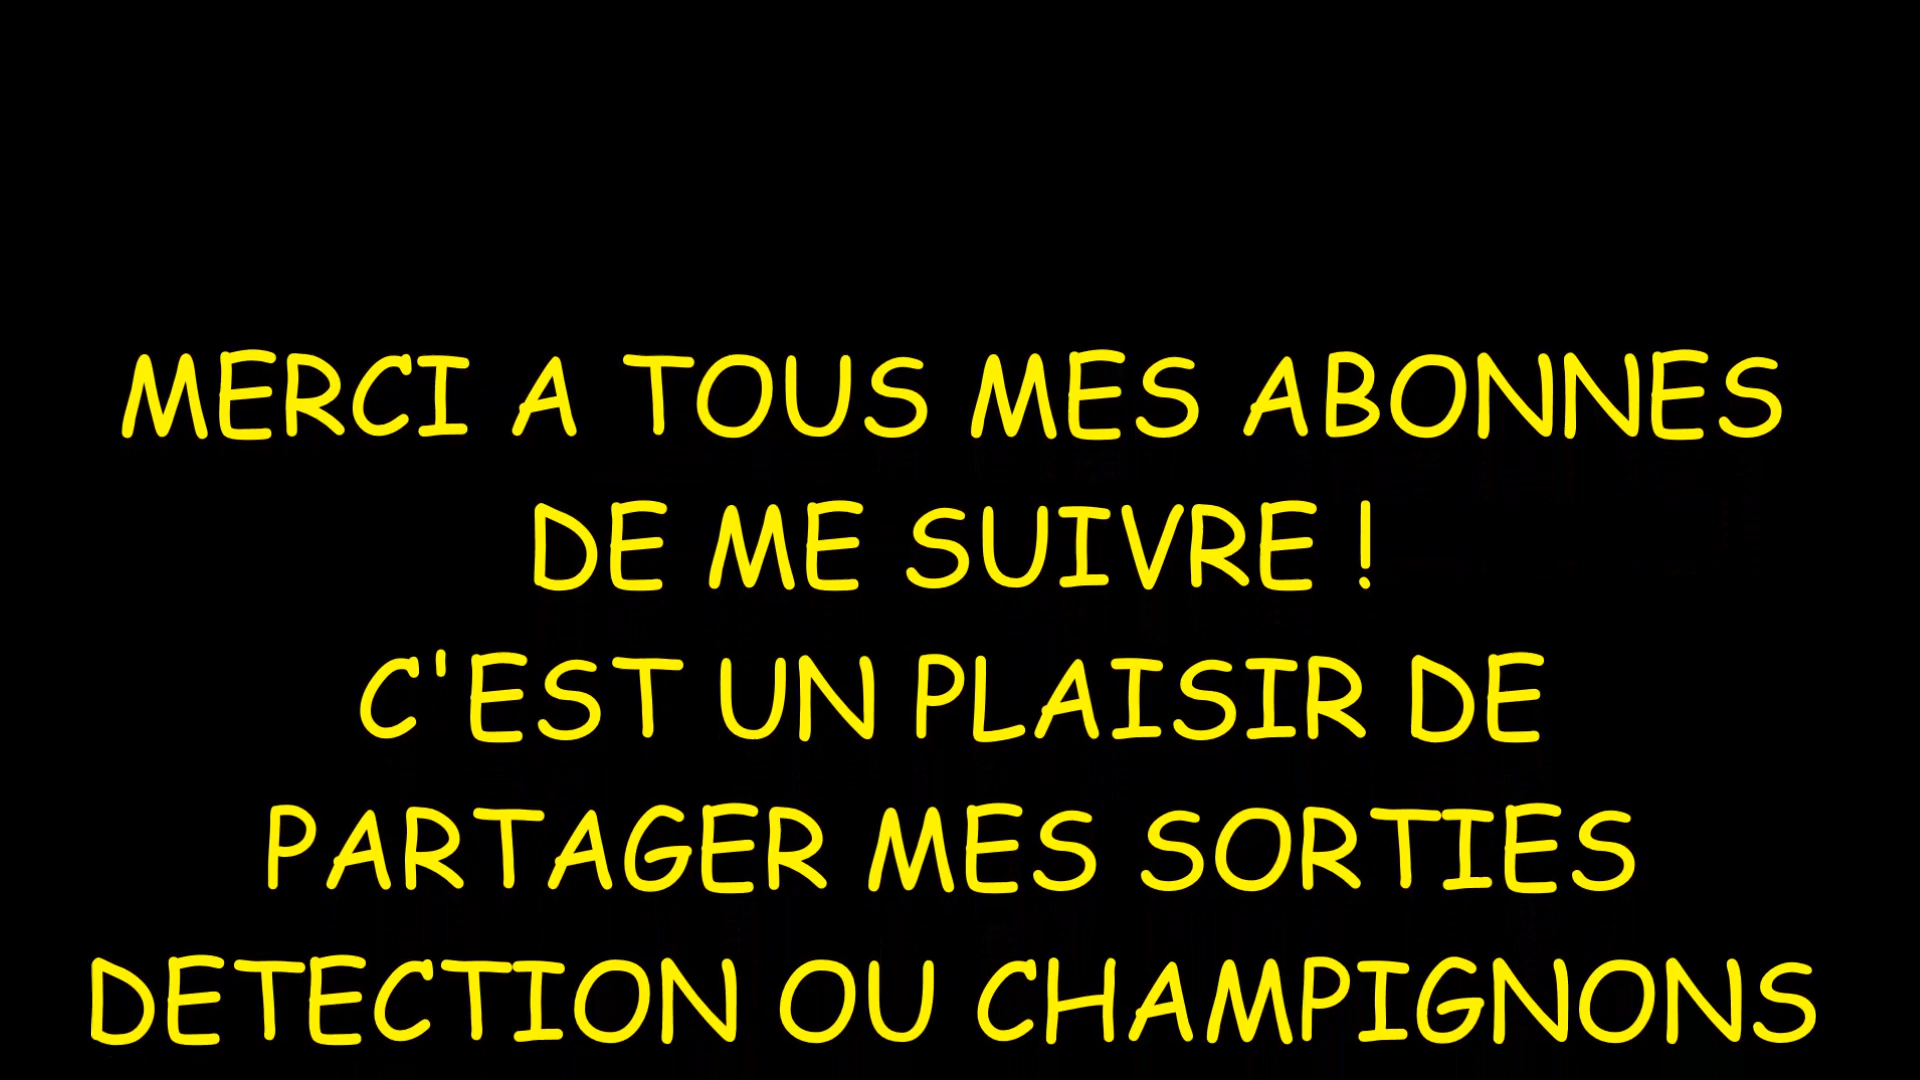 MERCI A TOUS MES ABONNES
DE ME SUIVRE !
C'EST UN PLAISIR DE
PARTAGER MES SORTIES
DETECTION OU CHAMPIGNONS